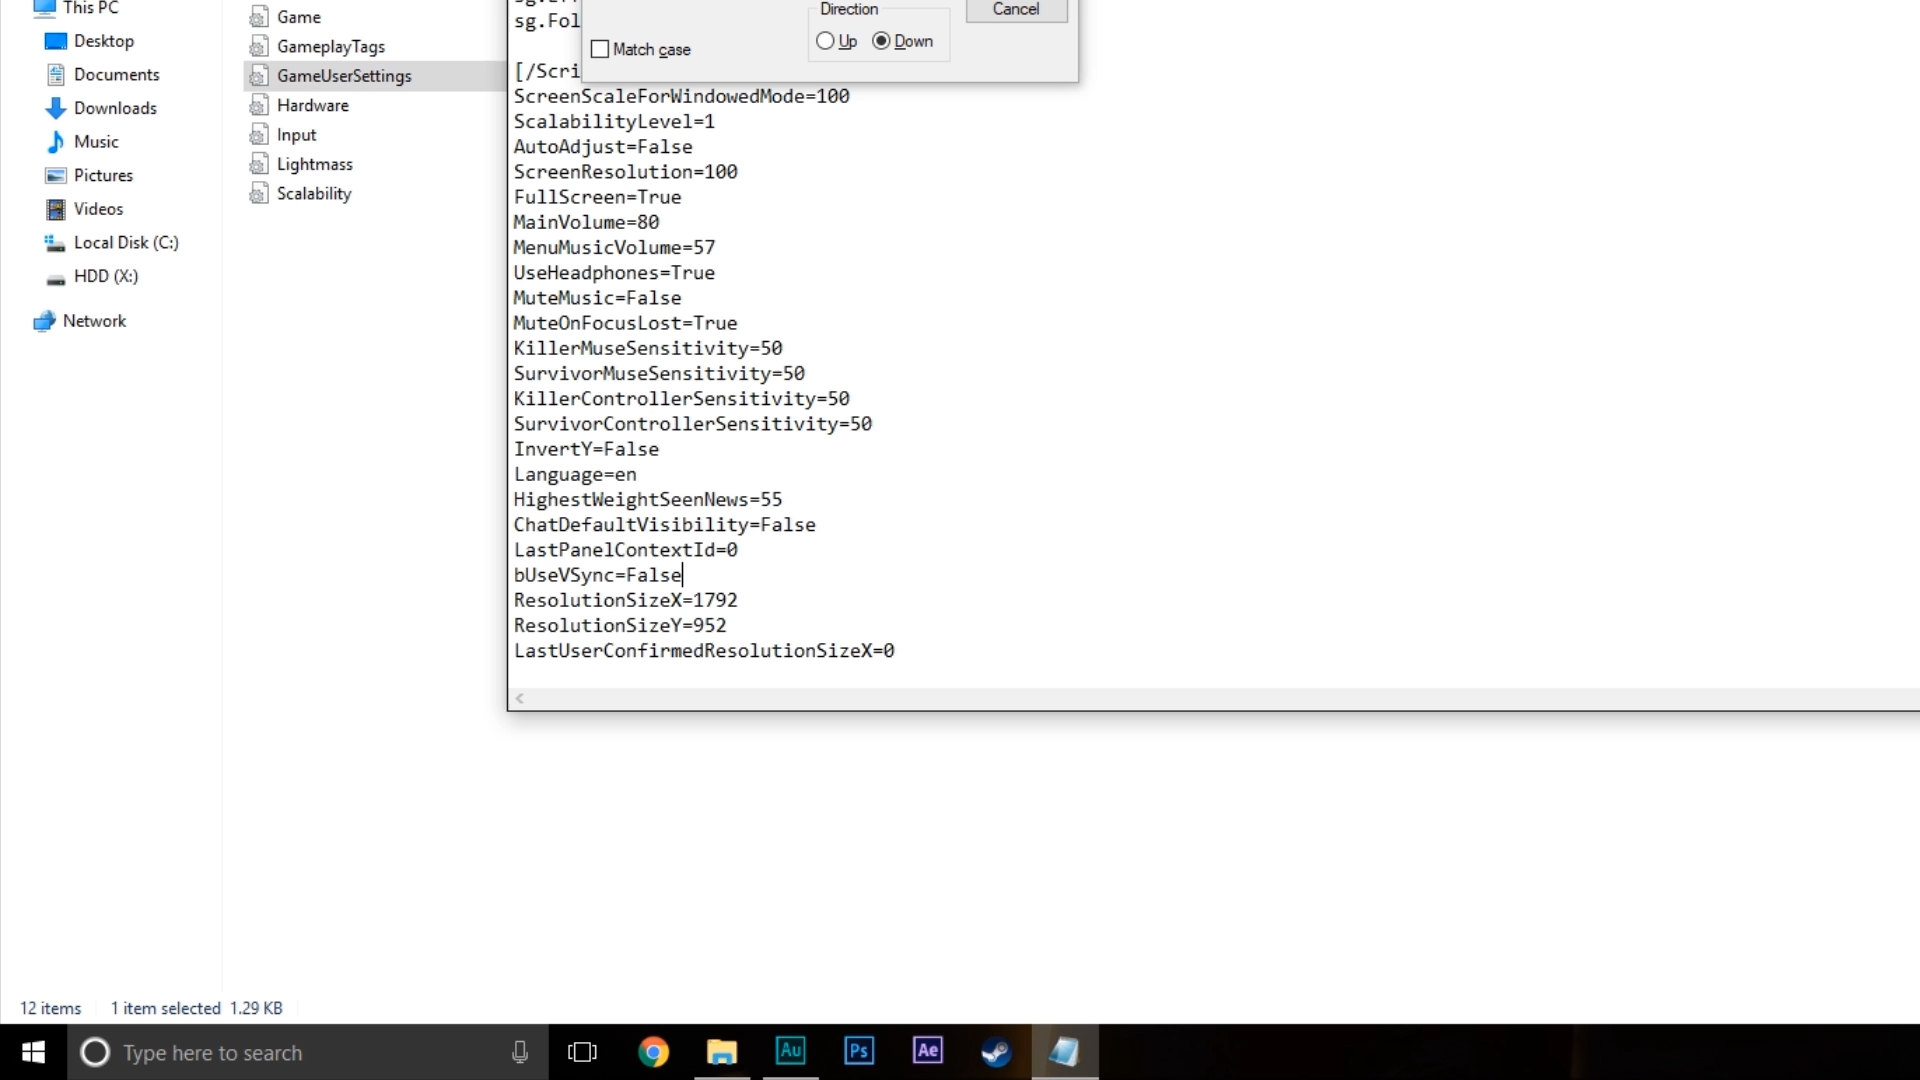 This PC
Desktop
Documents
Downloads
Music
Pictures
Videos
Local Disk (C:)
HDD (X:)
Network
Game
GameplayTags
GameUserSettings
Hardware
Input
Lightmass
Scalability
Direction
Cancel
Up
Down
Match case
sg.Fol
[/Scri
ScreenScaleForWindowedMode=100
ScalabilityLevel=1
AutoAdjust=False
ScreenResolution=100
FullScreen=True
MainVolume=80
MenuMusicVolume=57
UseHeadphones=True
MuteMusic=False
MuteOnFocusLost=True
KillerMuseSensitivity=50
SurvivorMuseSensitivity=50
KillerControllerSensitivity=50
SurvivorControllerSensitivity=50
InvertY=False
Language=en
HighestWeightSeenNews=55
ChatDefaultVisibility=False
LastPanelContextId=0
bUseVSync=False
ResolutionSizeX=1792
ResolutionSizeY=952
LastUserConfirmedResolutionSizeX=0
12 items 1 item selected 1.29 KB
Type here to search
Au
Ps
Ae